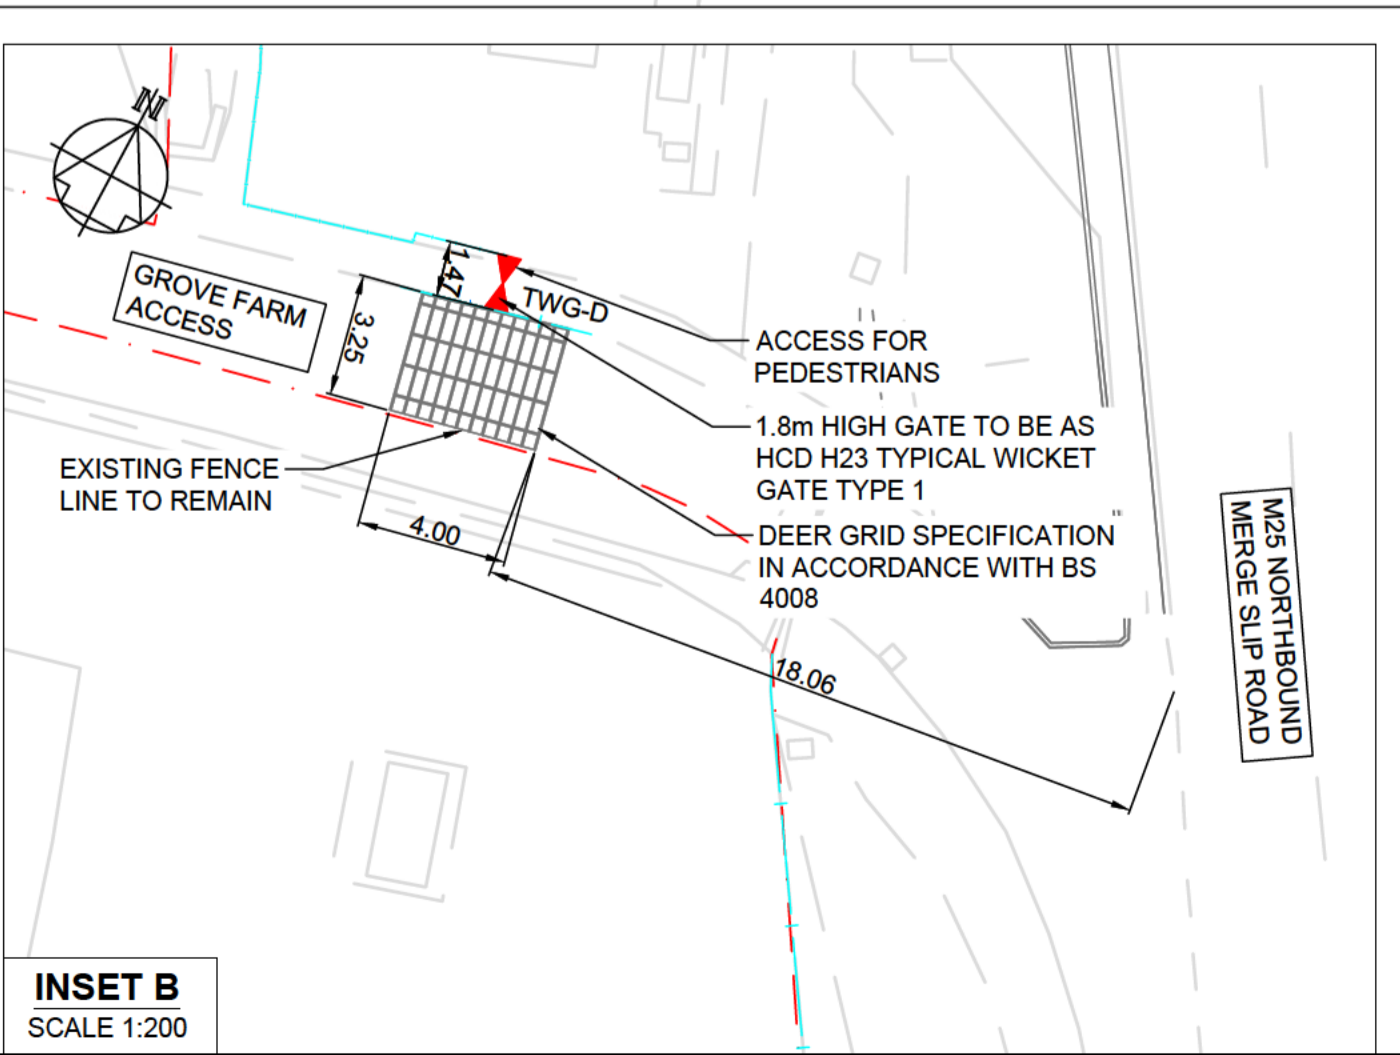 N
GROVE FARM
ACCESS
1.47
3.25
TWG-D
ACCESS FOR
PEDESTRIANS
1.8m HIGH GATE TO BE AS
HCD H23 TYPICAL WICKET
GATE TYPE 1
EXISTING FENCE
LINE TO REMAIN
4.00
DEER GRID SPECIFICATION
IN ACCORDANCE WITH BS
4008
M25 NORTHBOUND
MERGE SLIP ROAD
18.06
INSET B
SCALE 1:200